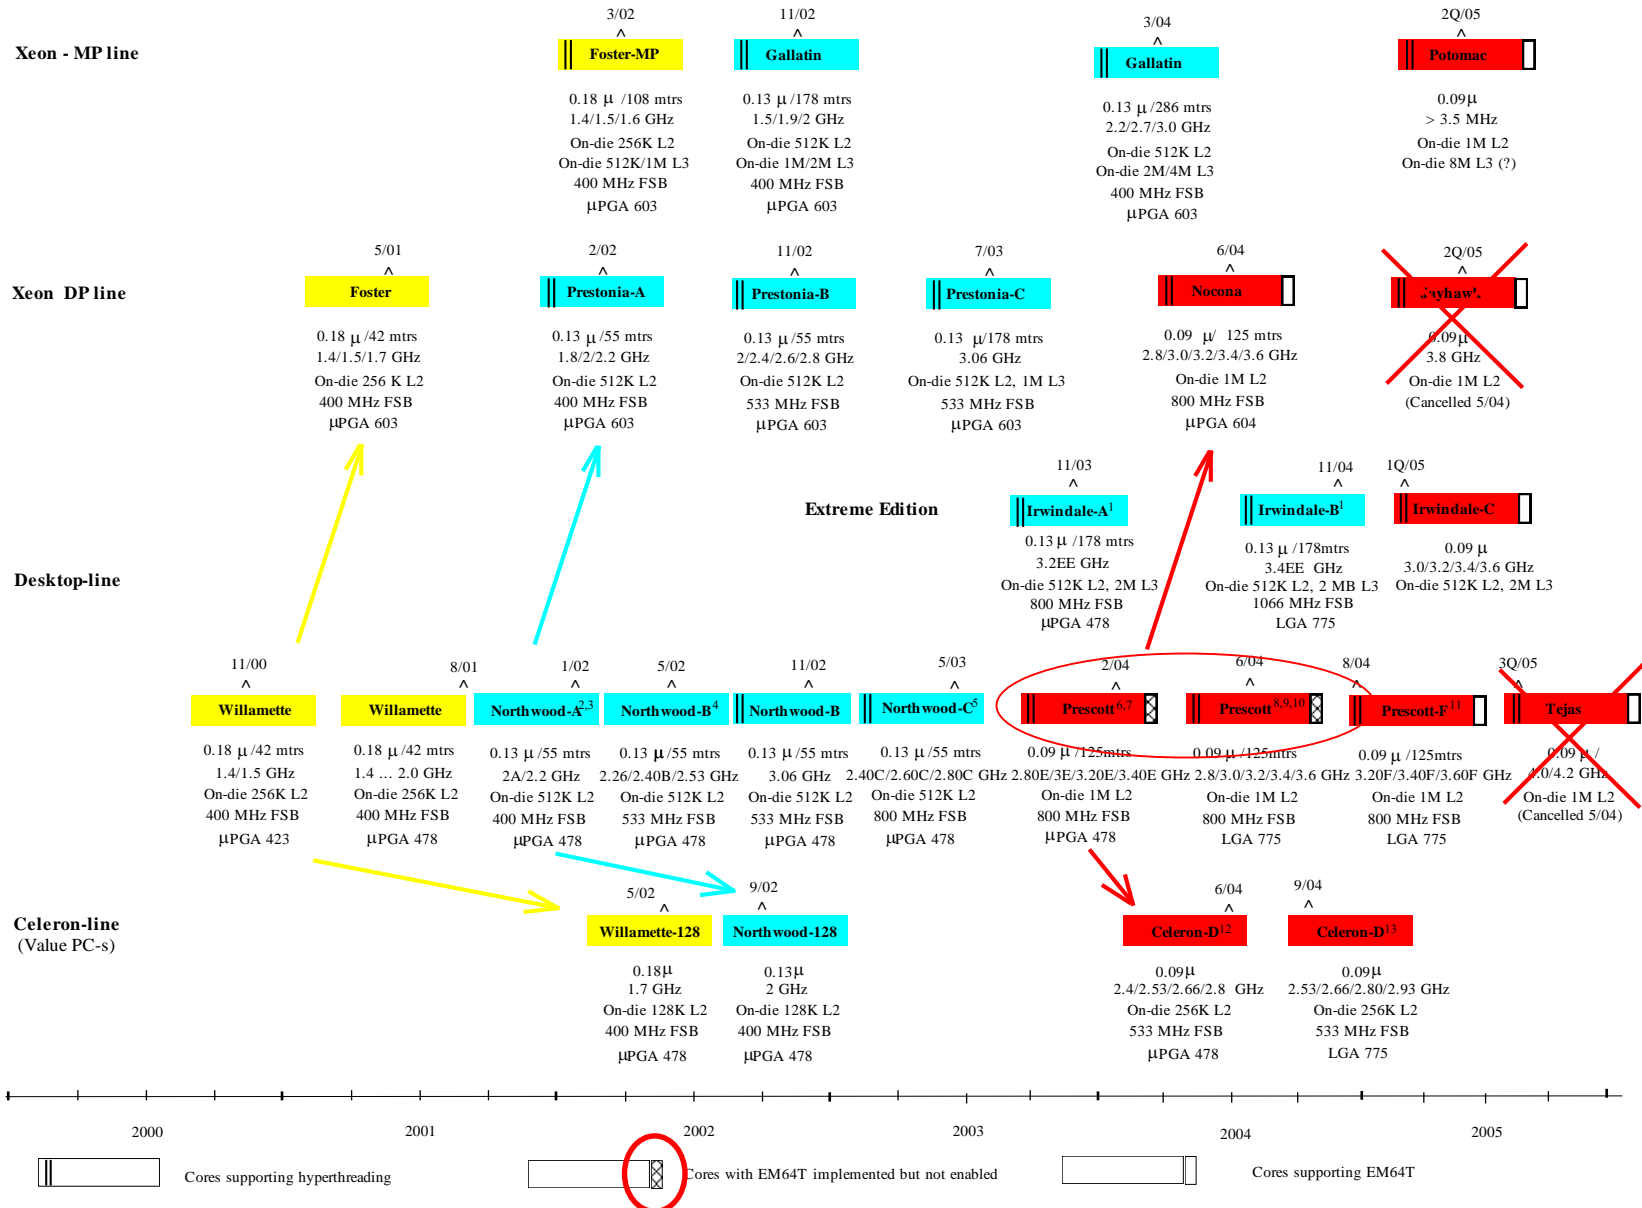 3/02 11/02 3/04 2Q/05
^ ^ ^ ^
Xeon - MP line Foster-MP Gallatin Gallatin Potomac
0.18 μ /108 mtrs 0.13 μ /178 mtrs 0.13 μ /286 mtrs 0.09μ
1.4/1.5/1.6 GHz 1.5/1.9/2 GHz 2.2/2.7/3.0 GHz > 3.5 MHz
On-die 256K L2 On-die 512K L2 On-die 512K L2 On-die 1M L2
On-die 512K/1M L3 On-die 1M/2M L3 On-die 2M/4M L3 On-die 8M L3 (?)
400 MHz FSB 400 MHz FSB 400 MHz FSB
μPGA 603 μPGA 603 μPGA 603
5/01 2/02 11/02 7/03 6/04 2Q/05
^ ^ ^ ^ ^ ^
Xeon DP line Foster Prestonia-A Prestonia-B Prestonia-C Nocona
0.18 μ /42 mtrs 0.13 μ /55 mtrs 0.13 μ /55 mtrs 0.13 μ/178 mtrs 0.09 μ/ 125 mtrs 0.09μ
1.4/1.5/1.7 GHz 1.8/2/2.2 GHz 2/2.4/2.6/2.8 GHz 3.06 GHz 2.8/3.0/3.2/3.4/3.6 GHz 3.8 GHz
On-die 256 K L2 On-die 512K L2 On-die 512K L2 On-die 512K L2, 1M L3 On-die 1M L2 On-die 1M L2
400 MHz FSB 400 MHz FSB 533 MHz FSB 533 MHz FSB 800 MHz FSB (Cancelled 5/04)
μPGA 603 μPGA 603 μPGA 603 μPGA 603 μPGA 604
11/03 11/04 1Q/05
^ ^ ^
Extreme Edition Irwindale-A1 Irwindale-B1 Irwindale-C
0.13 μ /178 mtrs 0.13 μ /178mtrs 0.09 μ
3.2EE GHz 3.4EE GHz 3.0/3.2/3.4/3.6 GHz
On-die 512K L2, 2M L3 On-die 512K L2, 2 MB L3 On-die 512K L2, 2M L3
800 MHz FSB 1066 MHz FSB
μPGA 478 LGA 775
Desktop-line
11/00 8/01 1/02 5/02 11/02 5/03 2/04 6/04 8/04 3Q/05
^ ^ ^ ^ ^ ^ ^ ^ ^ ^
Willamette Willamette Northwood-A2,3 Northwood-B4 Northwood-B Northwood-C5 Prescott6,7 Prescott8,9,10 Prescott-F11 Tejas
0.18 μ /42 mtrs 0.18 μ /42 mtrs 0.13 μ /55 mtrs 0.13 μ /55 mtrs 0.13 μ /55 mtrs 0.13 μ /55 mtrs 0.09 μ /125mtrs 0.09 μ /125mtrs 0.09 μ /125mtrs 0.09 μ /
1.4/1.5 GHz 1.4 ... 2.0 GHz 2A/2.2 GHz 2.26/2.40B/2.53 GHz 3.06 GHz 2.40C/2.60C/2.80C GHz 2.80E/3E/3.20E/3.40E GHz 2.8/3.0/3.2/3.4/3.6 GHz 3.20F/3.40F/3.60F GHz 4.0/4.2 GHz
On-die 256K L2 On-die 256K L2 On-die 512K L2 On-die 512K L2 On-die 512K L2 On-die 512K L2 On-die 1M L2 On-die 1M L2 On-die 1M L2 On-die 1M L2
400 MHz FSB 400 MHz FSB 400 MHz FSB 533 MHz FSB 533 MHz FSB 800 MHz FSB 800 MHz FSB 800 MHz FSB 800 MHz FSB (Cancelled 5/04)
μPGA 423 μPGA 478 μPGA 478 μPGA 478 μPGA 478 μPGA 478 μPGA 478 LGA 775 LGA 775
5/02 9/02 6/04 9/04
^ ^ ^ ^
Celeron-line Willamette-128 Northwood-128 Celeron-D12 Celeron-D13
(Value PC-s)
0.18μ 0.13μ 0.09μ 0.09μ
1.7 GHz 2 GHz 2.4/2.53/2.66/2.8 GHz 2.53/2.66/2.80/2.93 GHz
On-die 128K L2 On-die 128K L2 On-die 256K L2 On-die 256K L2
400 MHz FSB 400 MHz FSB 533 MHz FSB 533 MHz FSB
μPGA 478 μPGA 478 μPGA 478 LGA 775
2000 2001 2002 2003 2004 2005
Cores supporting hyperthreading Cores with EM64T implemented but not enabled Cores supporting EM64T